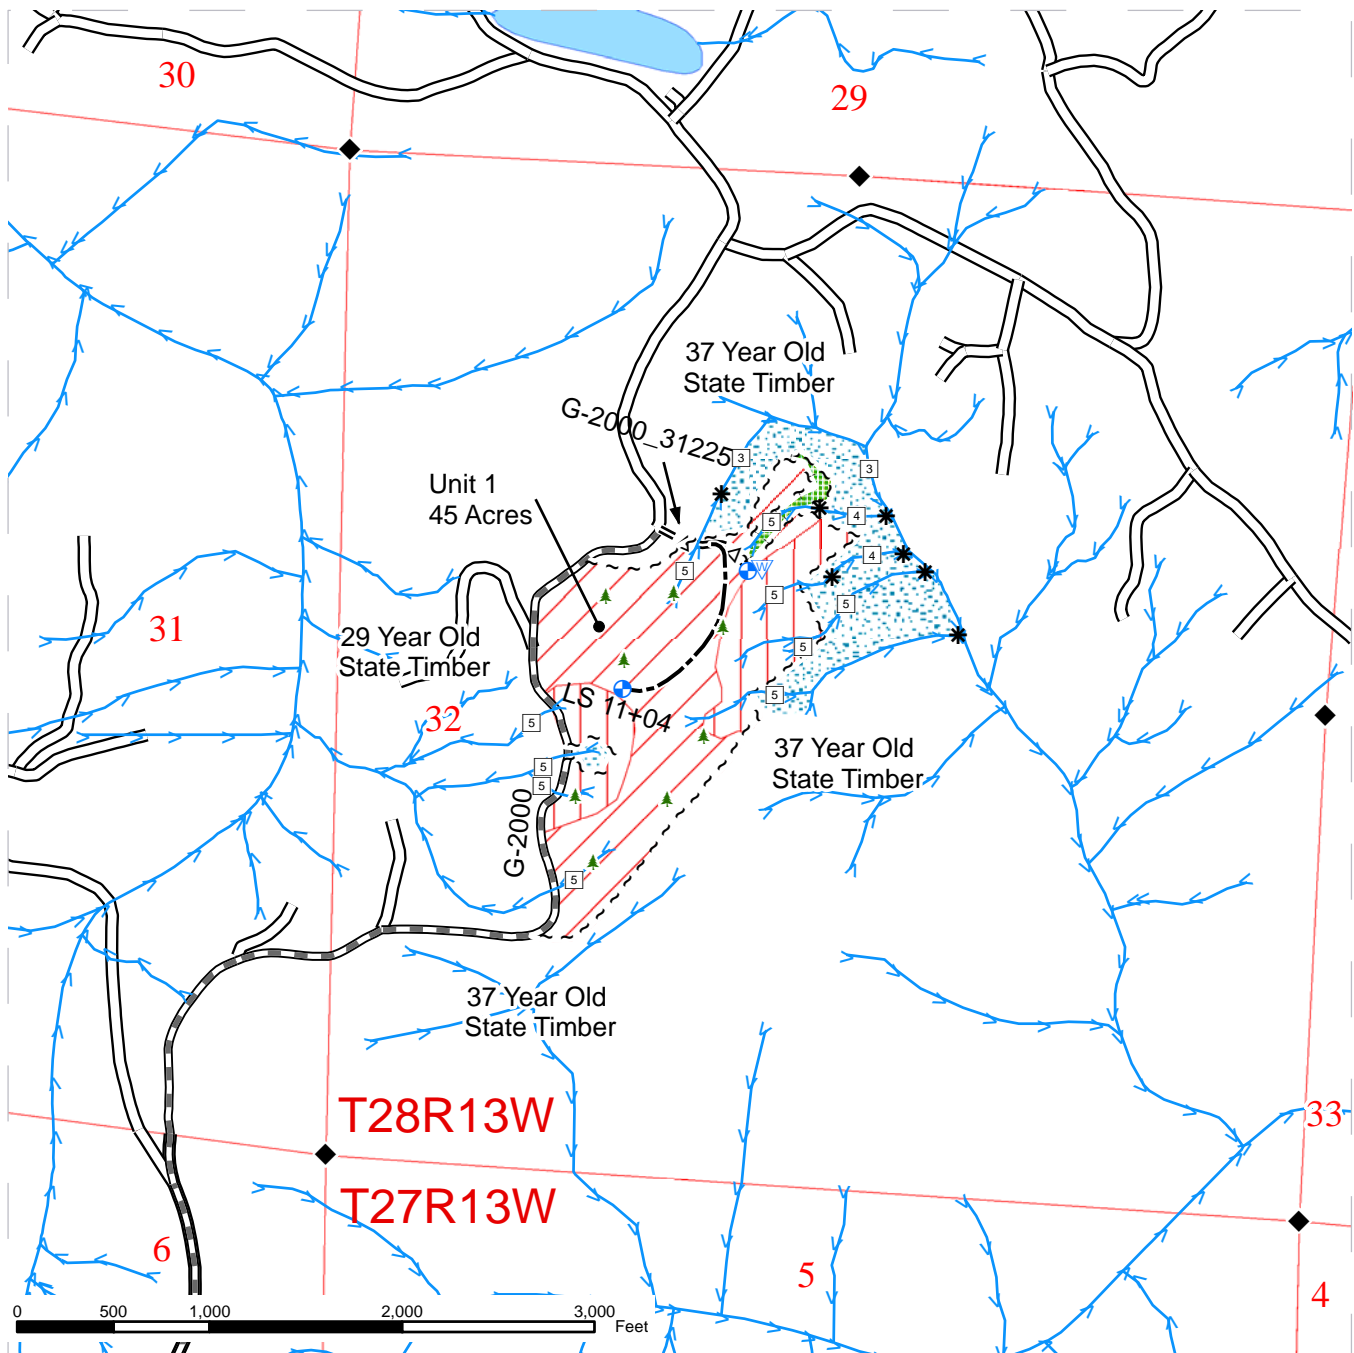 30
29
37 Year Old
State Timber
G-2000_31225
3
3
Unit 1
45 Acres
5
4
4
5
W
5
5
31
29 Year Old
State Timber
5
5
LS 11+04
32
5
37 Year Old
State Timber
5
5
G-2000
5
37 Year Old
State Timber
T28R13W
33
T27R13W
6
5
4
0
500
1,000
2,000
3,000
Feet